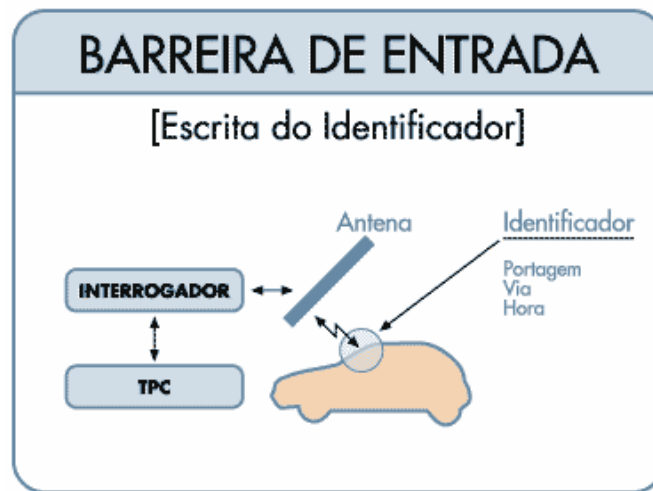 BARREIRA DE ENTRADA
[Escrita do Identificador]
Antena
Identificador
Portagem
Via
Hora
INTERROGADOR
TPC